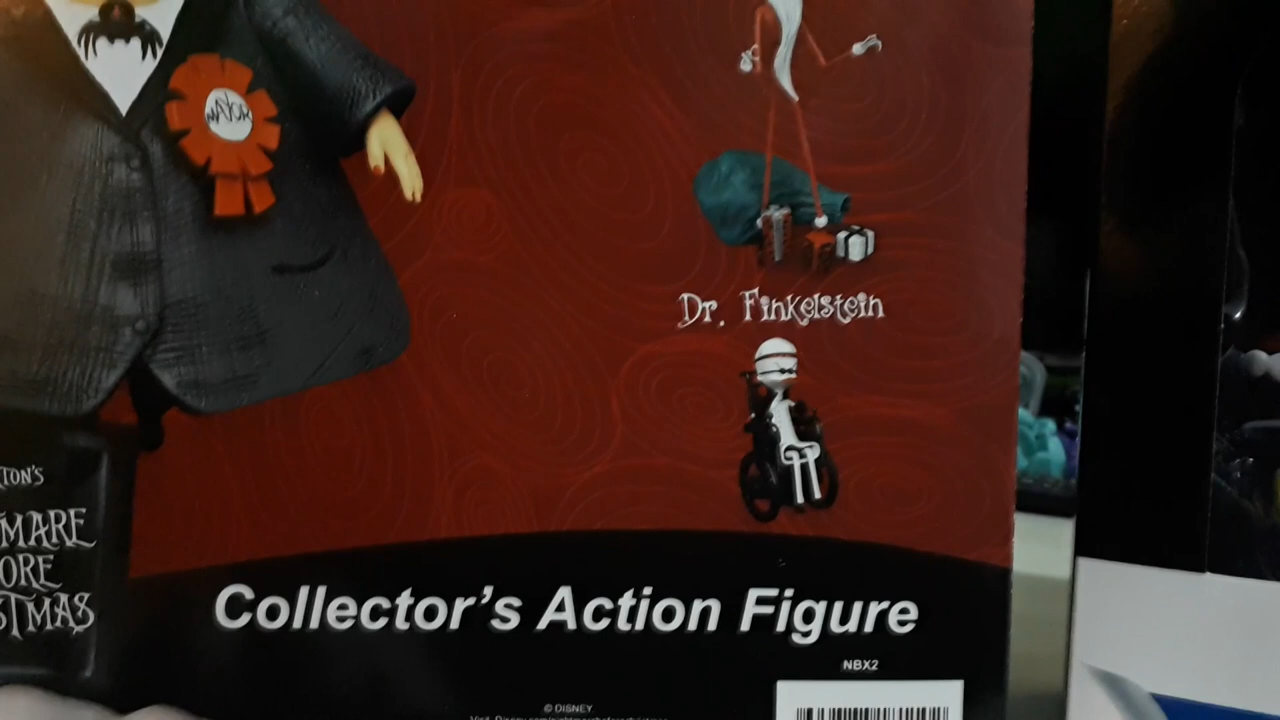 MAYOR
Dr. Finkelstein
TON'S
MARE
ORE
STMAS
Collector's Action Figure
NBX2
© DISNEY